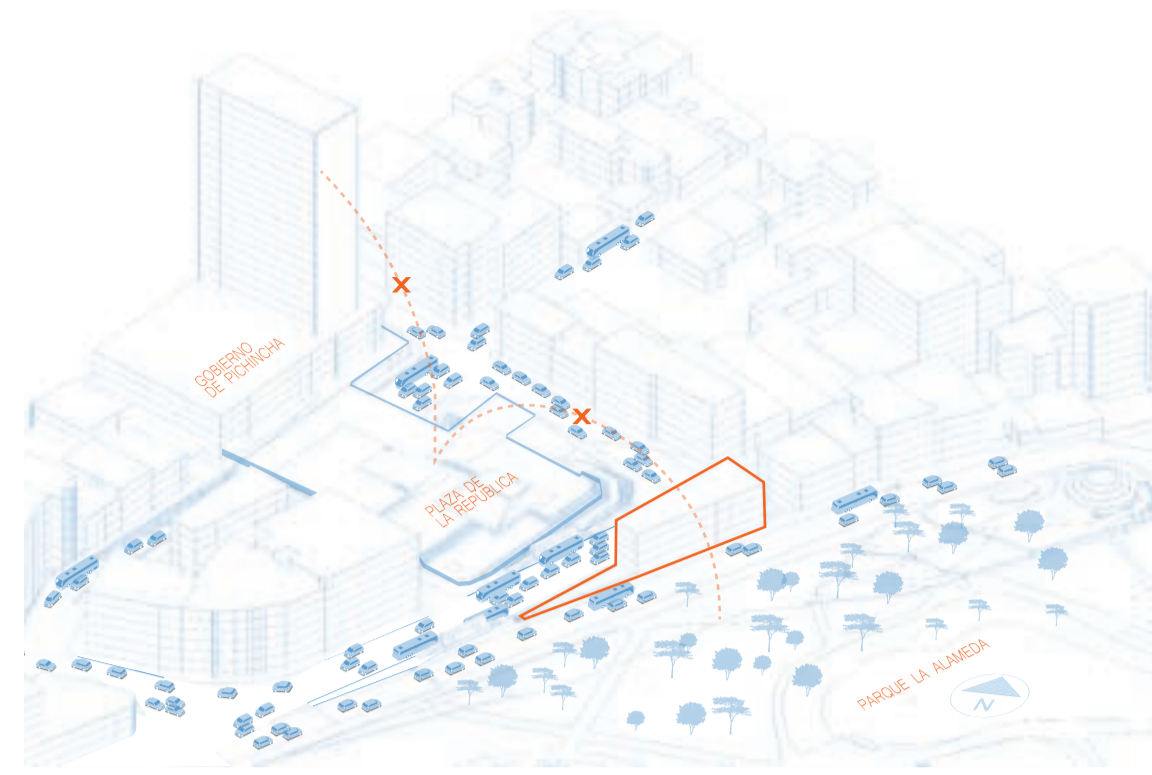 GOBIERNO
DE PICHINCHA
PLAZA DE
LA REPÚBLICA
PARQUE LA ALAMEDA
N